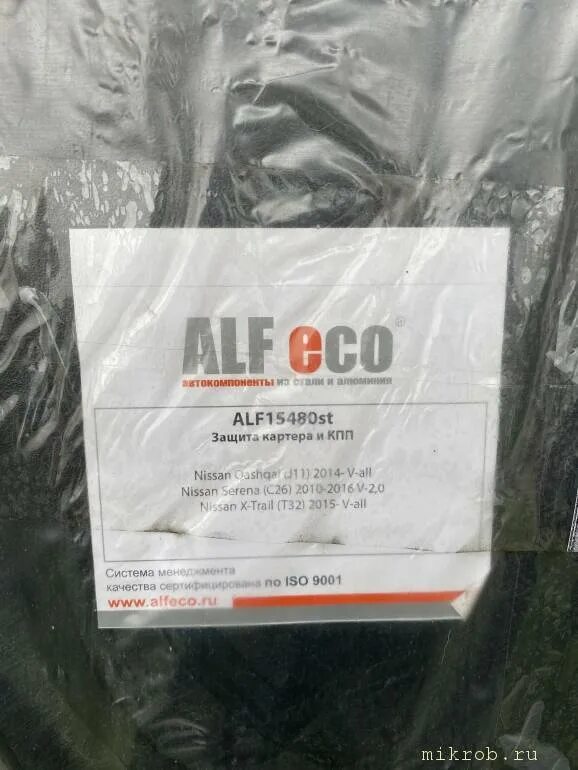 ALF eco®
автокомпоненты из стали и алюминия
ALF15480st
Защита картера и КПП
Nissan Qashqai (J11) 2014- V-all
Nissan Serena (C26) 2010-2016 V-2,0
Nissan X-Trail (T32) 2015- V-all
Система менеджмента
качества сертифицирована по ISO 9001
www.alfeco.ru
mikrob.ru